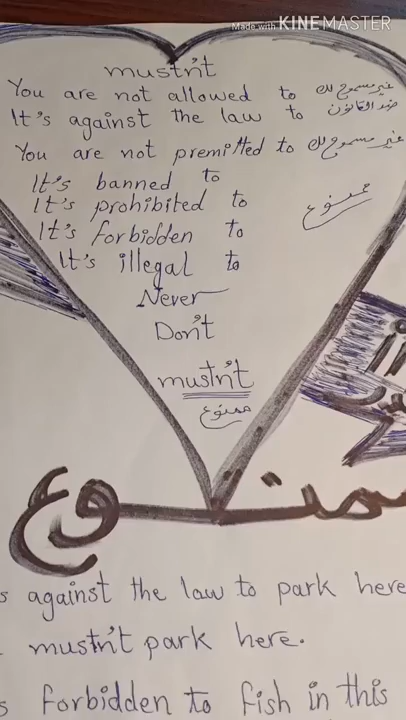 Made with KINEMASTER
mustn't
You are not allowed to غير مسموح لك
It's against the law to ضد القانون
You are not premitted to غير مسموح لك
It's banned to
It's prohibited to ممنوع
It's forbidden to
It's illegal to
Never
Don't
mustn't
ممنوع
ممنوع
s against the law to park here
mustn't park here.
s forbidden to fish in this